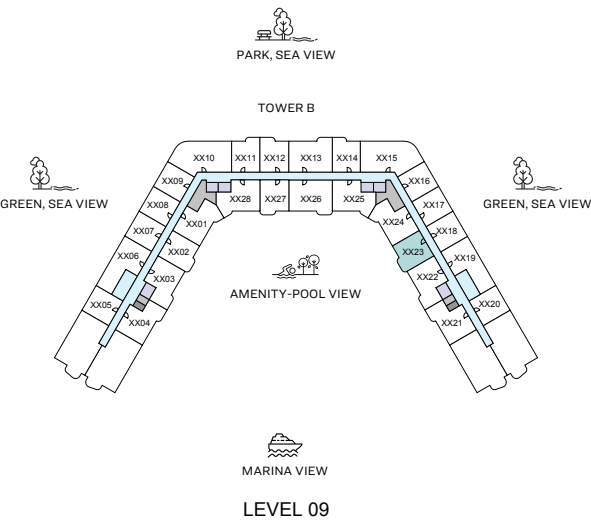 PARK, SEA VIEW
TOWER B
XX10
XX11
XX12
XX13
XX14
XX15
XX09
XX16
GREEN, SEA VIEW
XX08
XX01
XX28
XX27
XX26
XX25
XX24
XX17
GREEN, SEA VIEW
XX07
XX02
XX23
XX18
XX06
XX03
AMENITY-POOL VIEW
XX22
XX19
XX05
XX04
XX21
XX20
MARINA VIEW
LEVEL 09